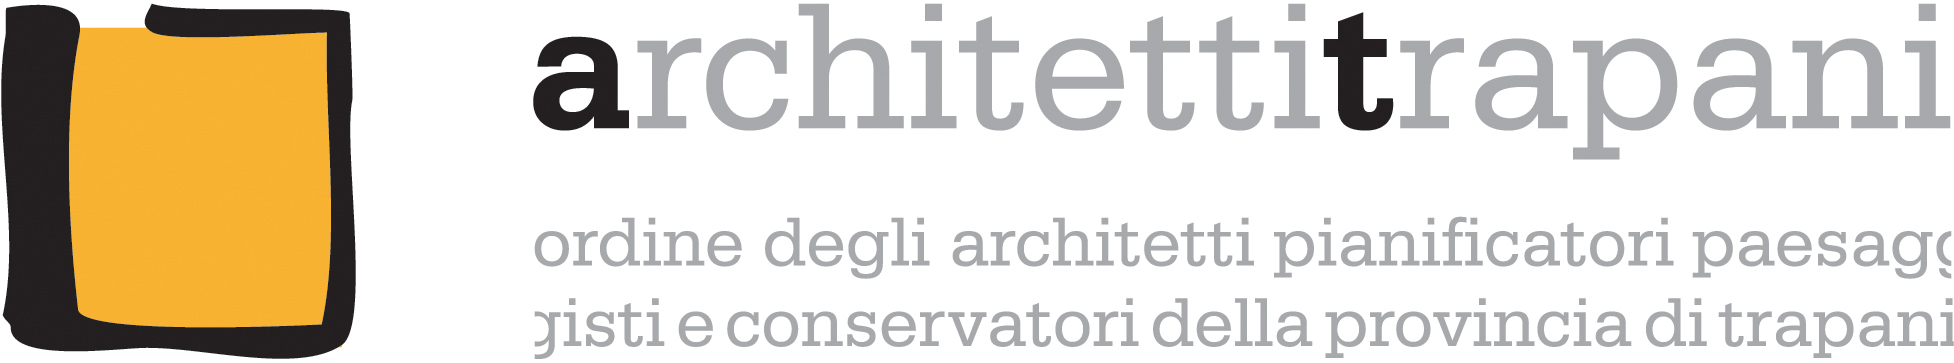 architettitrapani
ordine degli architetti pianificatori paesagg
gisti e conservatori della provincia di trapani